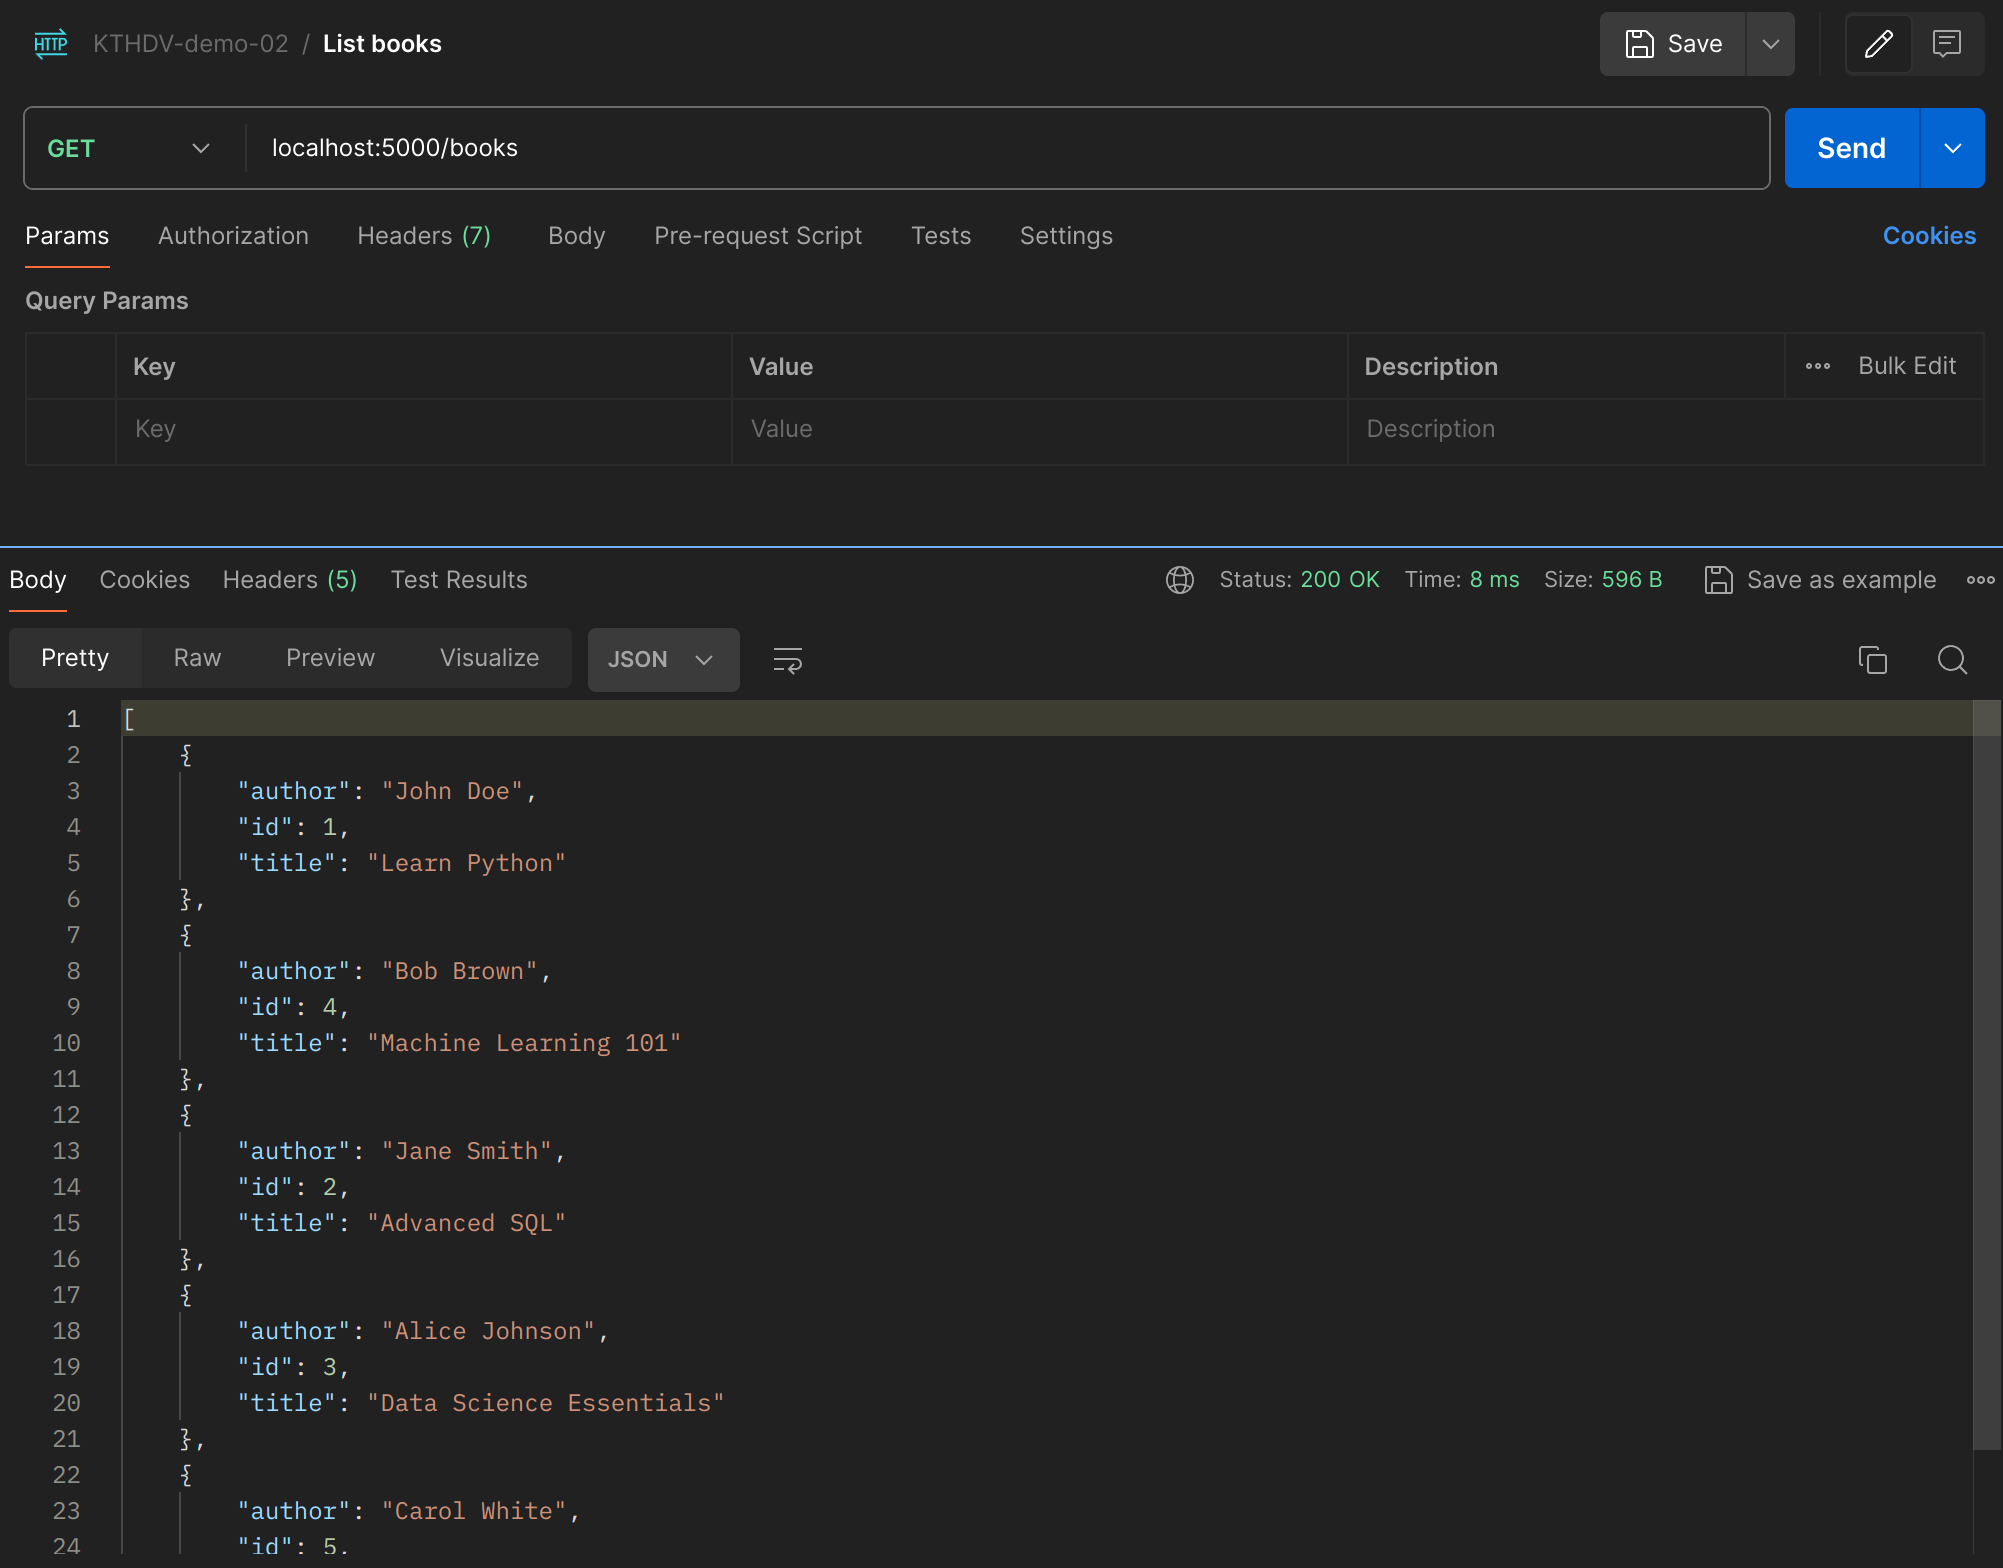 HTTP KTHDV-demo-02 / List books Save
GET localhost:5000/books Send
Params Authorization Headers (7) Body Pre-request Script Tests Settings Cookies
Query Params
Key Value Description Bulk Edit
Key Value Description
Body Cookies Headers (5) Test Results Status: 200 OK Time: 8 ms Size: 596 B Save as example
Pretty Raw Preview Visualize JSON
1 [
2 {
3 "author": "John Doe",
4 "id": 1,
5 "title": "Learn Python"
6 },
7 {
8 "author": "Bob Brown",
9 "id": 4,
10 "title": "Machine Learning 101"
11 },
12 {
13 "author": "Jane Smith",
14 "id": 2,
15 "title": "Advanced SQL"
16 },
17 {
18 "author": "Alice Johnson",
19 "id": 3,
20 "title": "Data Science Essentials"
21 },
22 {
23 "author": "Carol White",
24 "id": 5,